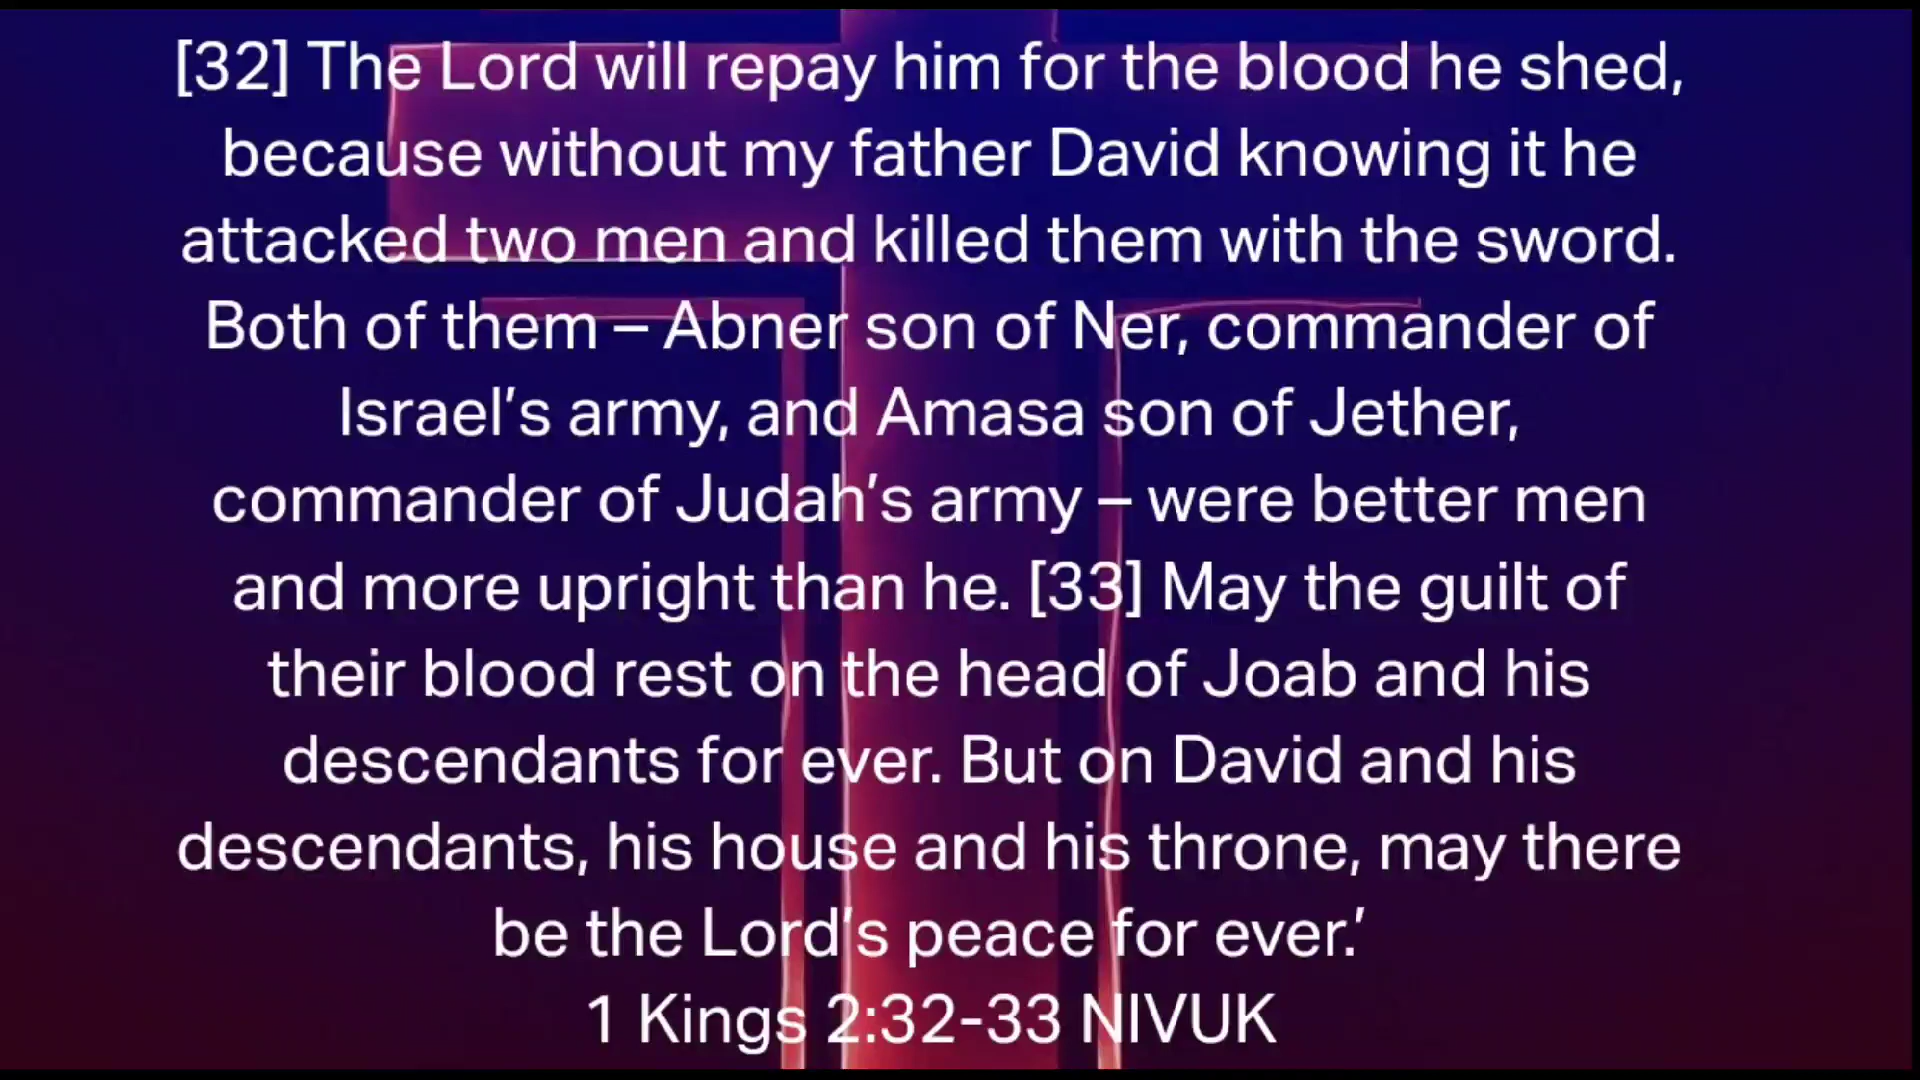 [32] The Lord will repay him for the blood he shed,
because without my father David knowing it he
attacked two men and killed them with the sword.
Both of them – Abner son of Ner, commander of
Israel’s army, and Amasa son of Jether,
commander of Judah’s army – were better men
and more upright than he. [33] May the guilt of
their blood rest on the head of Joab and his
descendants for ever. But on David and his
descendants, his house and his throne, may there
be the Lord’s peace for ever.’
1 Kings 2:32-33 NIVUK